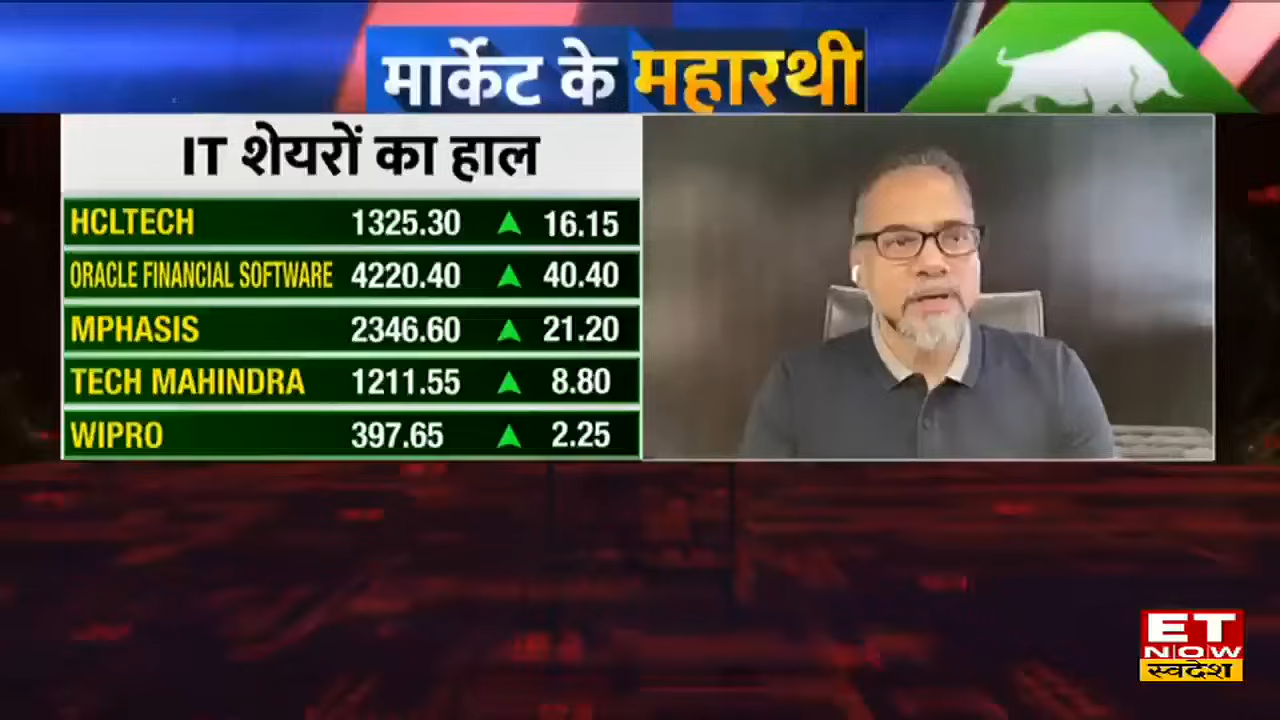 मार्केट के महारथी
IT शेयरों का हाल
HCLTECH 1325.30 16.15
ORACLE FINANCIAL SOFTWARE 4220.40 40.40
MPHASIS 2346.60 21.20
TECH MAHINDRA 1211.55 8.80
WIPRO 397.65 2.25
ET
NOW
स्वदेश